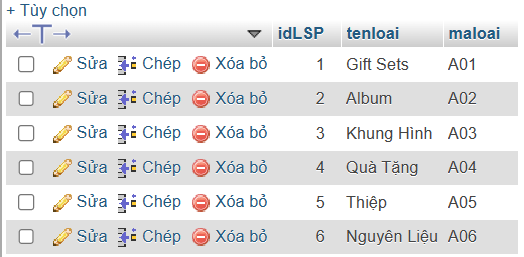 + Tùy chọn
idLSP tenloai maloai
Sửa Chép Xóa bỏ 1 Gift Sets A01
Sửa Chép Xóa bỏ 2 Album A02
Sửa Chép Xóa bỏ 3 Khung Hình A03
Sửa Chép Xóa bỏ 4 Quà Tặng A04
Sửa Chép Xóa bỏ 5 Thiệp A05
Sửa Chép Xóa bỏ 6 Nguyên Liệu A06